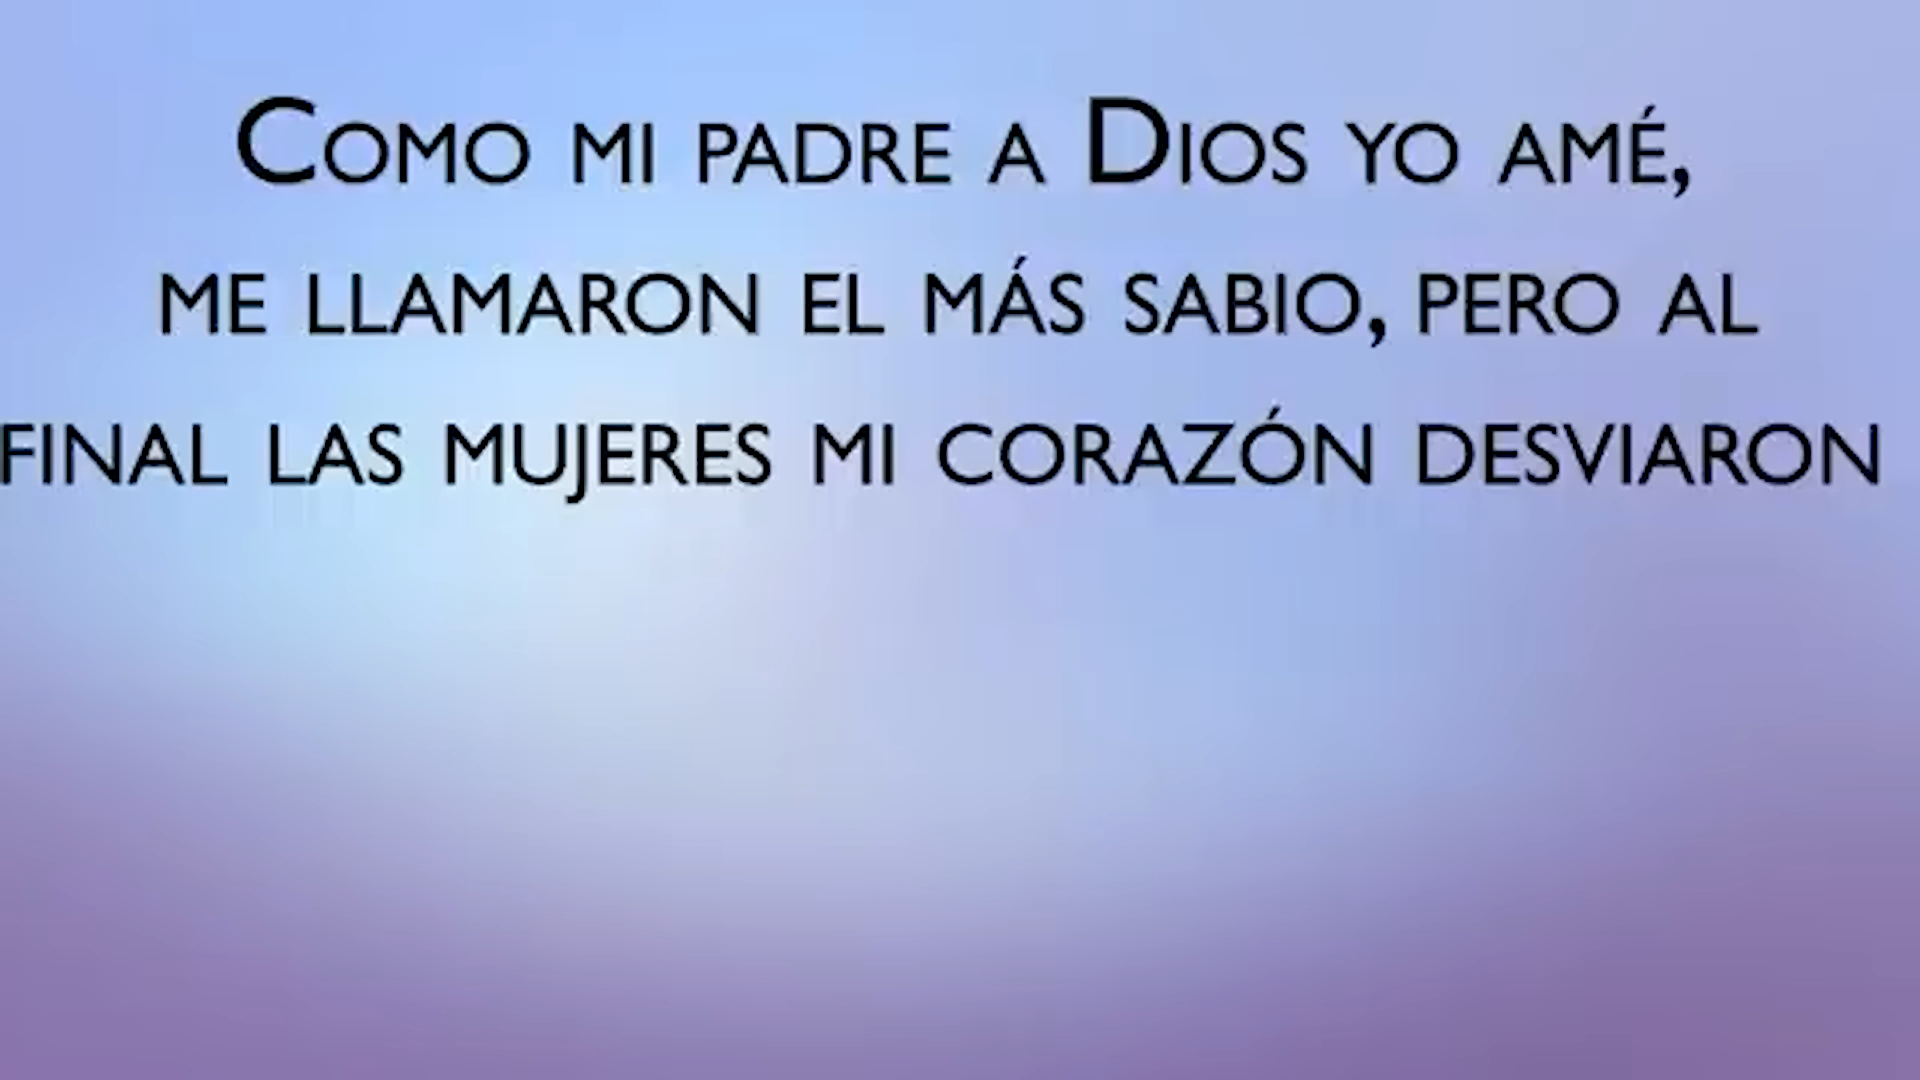 Como mi padre a Dios yo amé,
me llamaron el más sabio, pero al
final las mujeres mi corazón desviaron